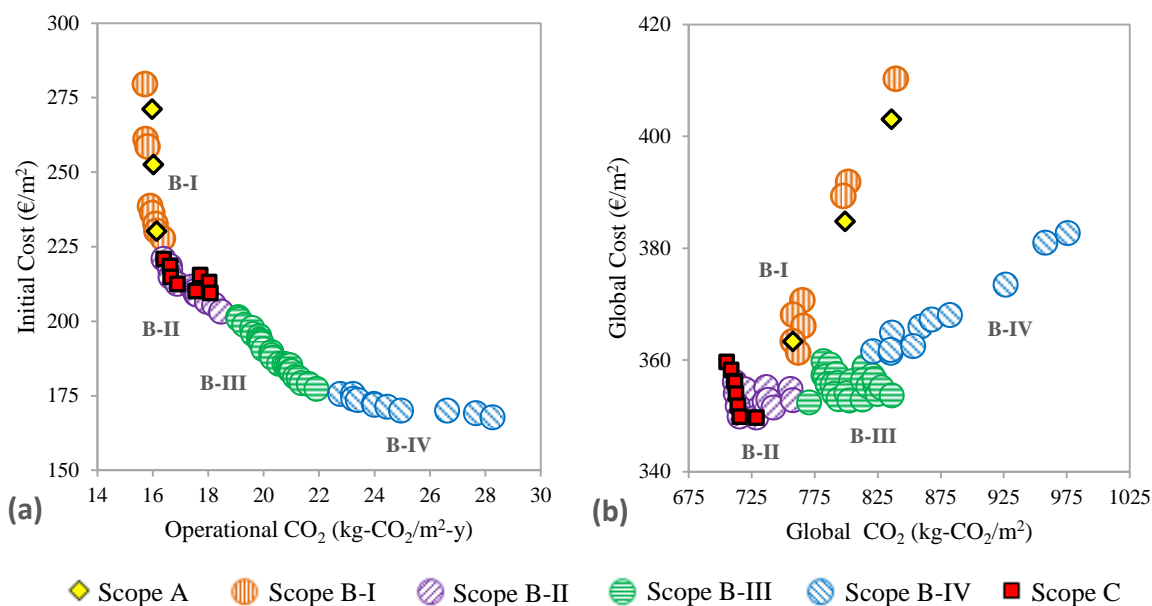 300
275
250
225
200
175
150
Initial Cost (€/m²)
B-I
B-II
B-III
B-IV
14 16 18 20 22 24 26 28 30
(a)
Operational CO₂ (kg-CO₂/m²-y)
420
400
380
360
340
Global Cost (€/m²)
B-I
B-IV
B-II
B-III
675 725 775 825 875 925 975 1025
(b)
Global CO₂ (kg-CO₂/m²)
Scope A Scope B-I Scope B-II Scope B-III Scope B-IV Scope C